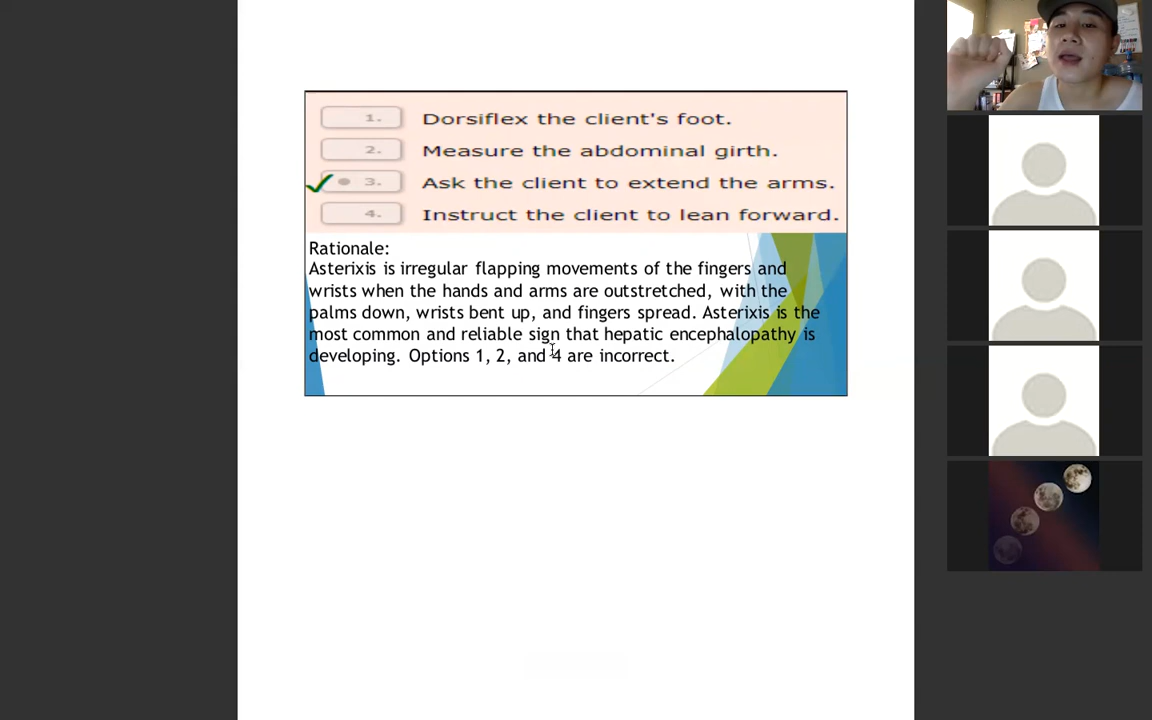 1. Dorsiflex the client's foot.
2. Measure the abdominal girth.
3. Ask the client to extend the arms.
4. Instruct the client to lean forward.
Rationale:
Asterixis is irregular flapping movements of the fingers and
wrists when the hands and arms are outstretched, with the
palms down, wrists bent up, and fingers spread. Asterixis is the
most common and reliable sign that hepatic encephalopathy is
developing. Options 1, 2, and 4 are incorrect.